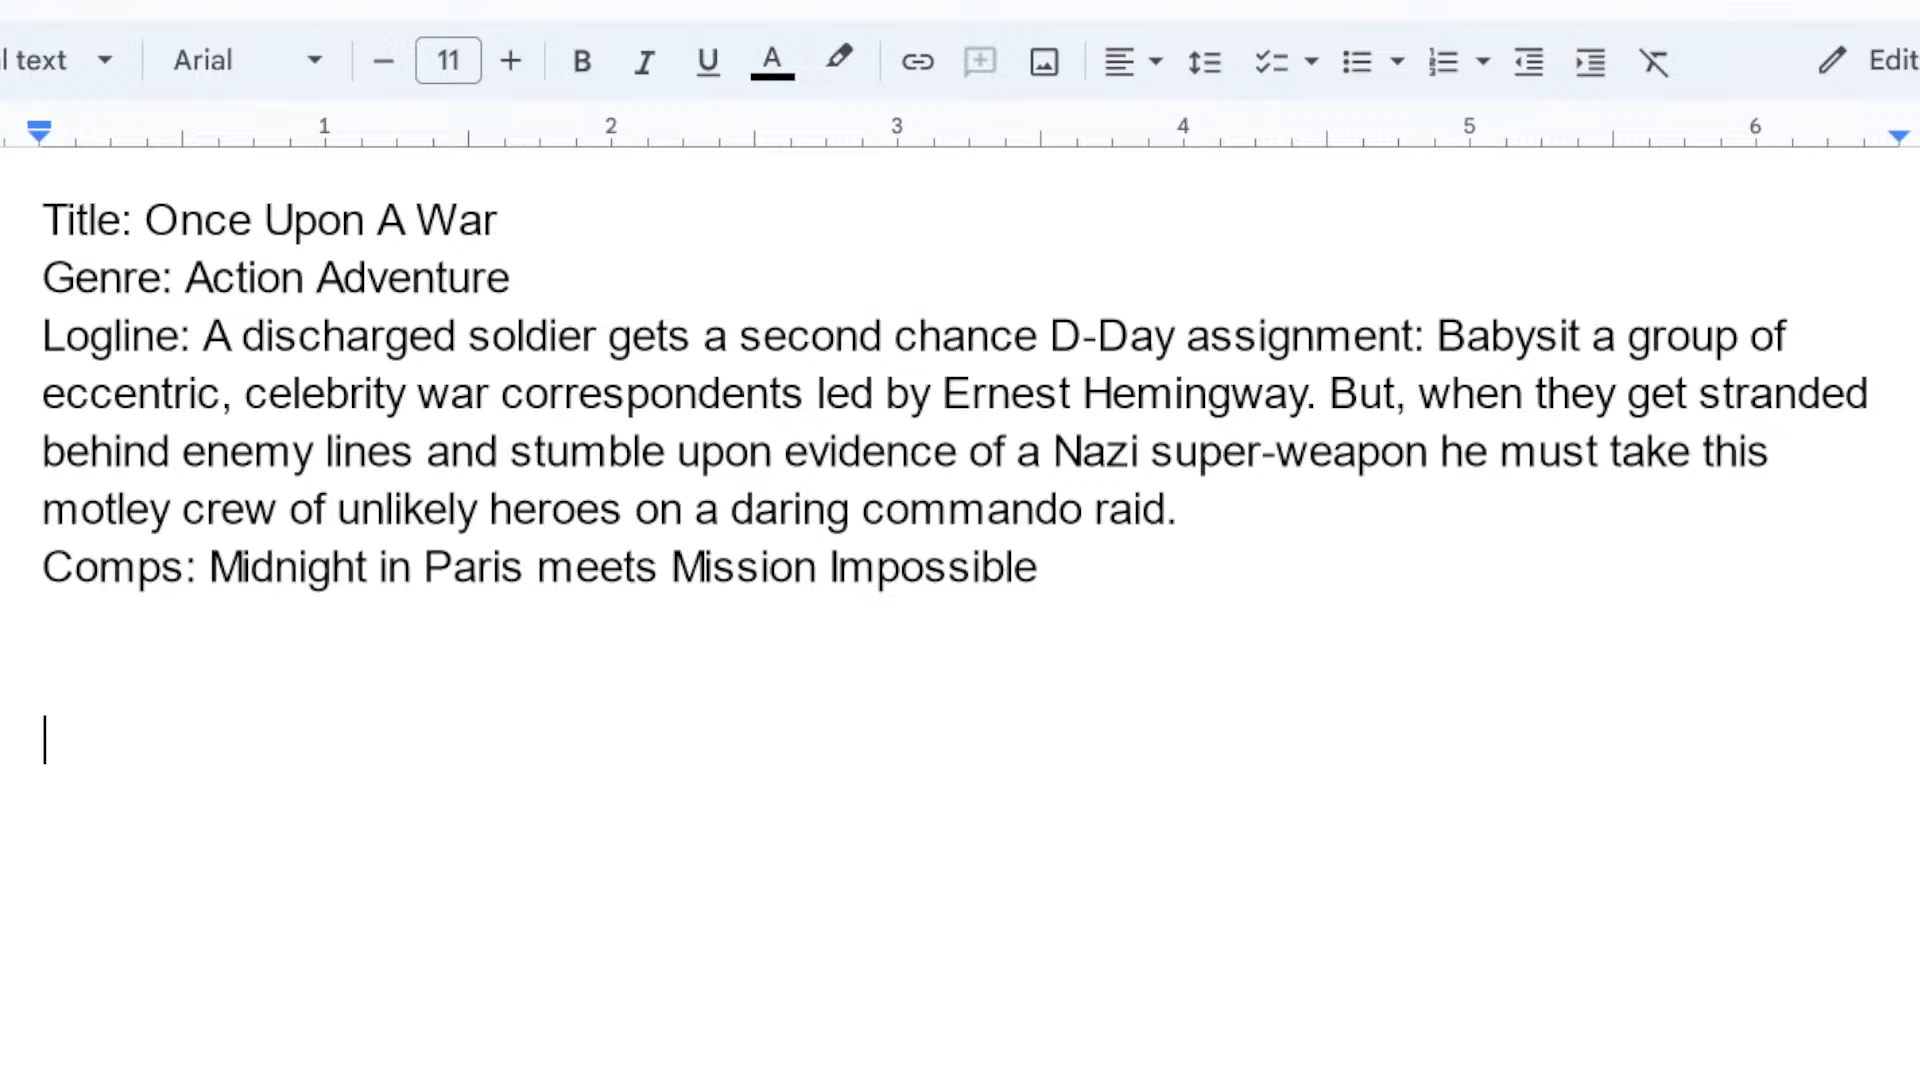 l text Arial 11 B I U A Edit
1 2 3 4 5 6
Title: Once Upon A War
Genre: Action Adventure
Logline: A discharged soldier gets a second chance D-Day assignment: Babysit a group of
eccentric, celebrity war correspondents led by Ernest Hemingway. But, when they get stranded
behind enemy lines and stumble upon evidence of a Nazi super-weapon he must take this
motley crew of unlikely heroes on a daring commando raid.
Comps: Midnight in Paris meets Mission Impossible